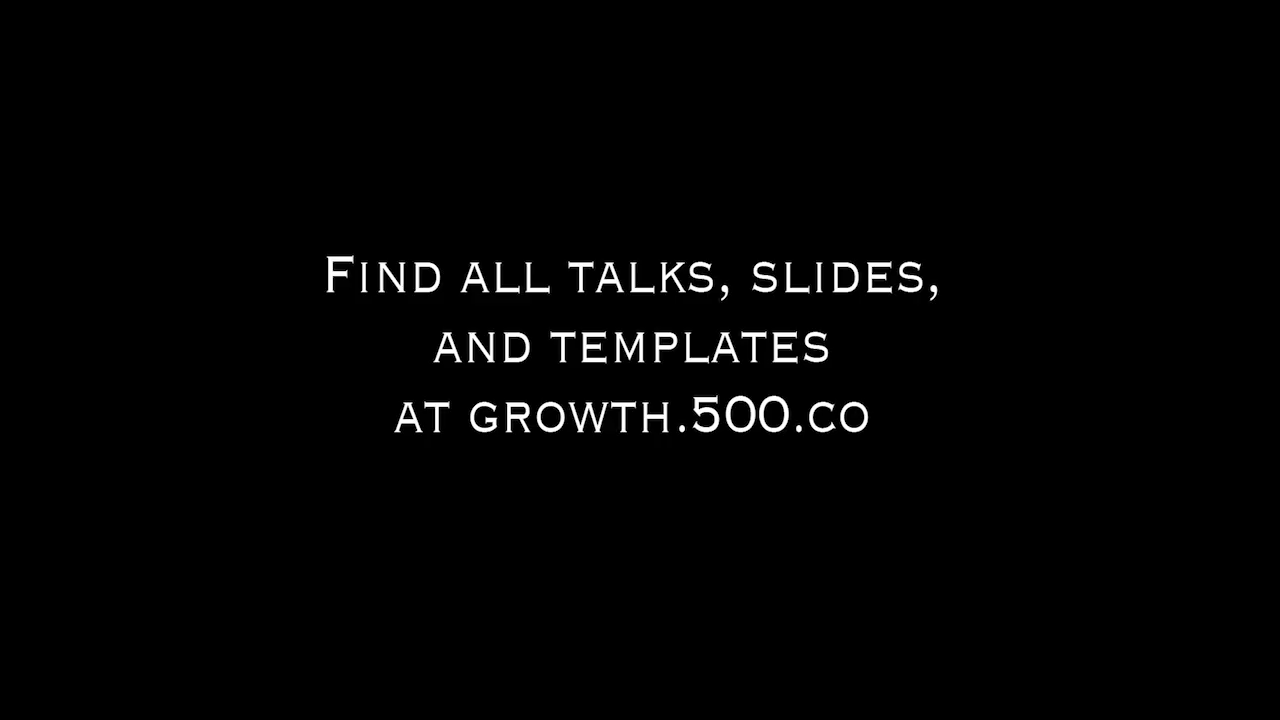 Find all talks, slides,
and templates
at growth.500.co